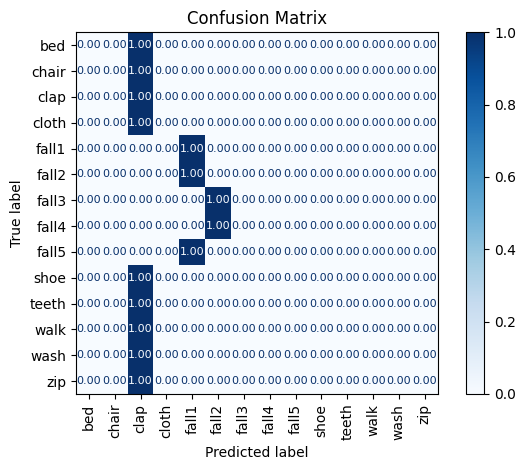 Confusion Matrix
bed 0.00 0.00 1.00 0.00 0.00 0.00 0.00 0.00 0.00 0.00 0.00 0.00 0.00 0.00 1.0
chair 0.00 0.00 1.00 0.00 0.00 0.00 0.00 0.00 0.00 0.00 0.00 0.00 0.00 0.00
clap 0.00 0.00 1.00 0.00 0.00 0.00 0.00 0.00 0.00 0.00 0.00 0.00 0.00 0.00 0.8
cloth 0.00 0.00 1.00 0.00 0.00 0.00 0.00 0.00 0.00 0.00 0.00 0.00 0.00 0.00
fall1 0.00 0.00 0.00 0.00 1.00 0.00 0.00 0.00 0.00 0.00 0.00 0.00 0.00 0.00
fall2 0.00 0.00 0.00 0.00 1.00 0.00 0.00 0.00 0.00 0.00 0.00 0.00 0.00 0.00 0.6
fall3 0.00 0.00 0.00 0.00 0.00 1.00 0.00 0.00 0.00 0.00 0.00 0.00 0.00 0.00
True label
fall4 0.00 0.00 0.00 0.00 0.00 1.00 0.00 0.00 0.00 0.00 0.00 0.00 0.00 0.00
fall5 0.00 0.00 0.00 0.00 1.00 0.00 0.00 0.00 0.00 0.00 0.00 0.00 0.00 0.00 0.4
shoe 0.00 0.00 1.00 0.00 0.00 0.00 0.00 0.00 0.00 0.00 0.00 0.00 0.00 0.00
teeth 0.00 0.00 1.00 0.00 0.00 0.00 0.00 0.00 0.00 0.00 0.00 0.00 0.00 0.00
walk 0.00 0.00 1.00 0.00 0.00 0.00 0.00 0.00 0.00 0.00 0.00 0.00 0.00 0.00 0.2
wash 0.00 0.00 1.00 0.00 0.00 0.00 0.00 0.00 0.00 0.00 0.00 0.00 0.00 0.00
zip 0.00 0.00 1.00 0.00 0.00 0.00 0.00 0.00 0.00 0.00 0.00 0.00 0.00 0.00 0.0
bed chair clap cloth fall1 fall2 fall3 fall4 fall5 shoe teeth walk wash zip
Predicted label